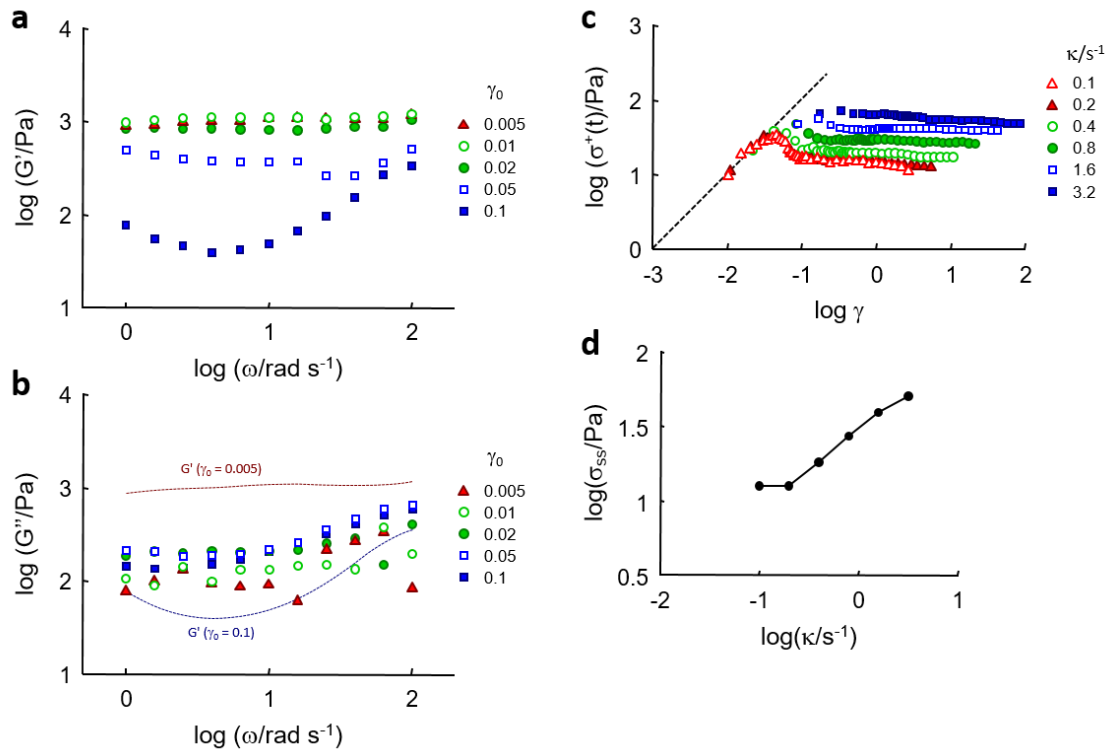 a
4
3
2
1
log (G'/Pa)
0
1
2
log (ω/rad s⁻¹)
γ₀
0.005
0.01
0.02
0.05
0.1
b
4
3
2
1
log (G''/Pa)
G' (γ₀ = 0.005)
G' (γ₀ = 0.1)
0
1
2
log (ω/rad s⁻¹)
γ₀
0.005
0.01
0.02
0.05
0.1
c
3
2
1
0
log (σ⁺(t)/Pa)
-3
-2
-1
0
1
2
log γ
κ/s⁻¹
0.1
0.2
0.4
0.8
1.6
3.2
d
2
1.5
1
0.5
log(σss/Pa)
-2
-1
0
1
log(κ/s⁻¹)